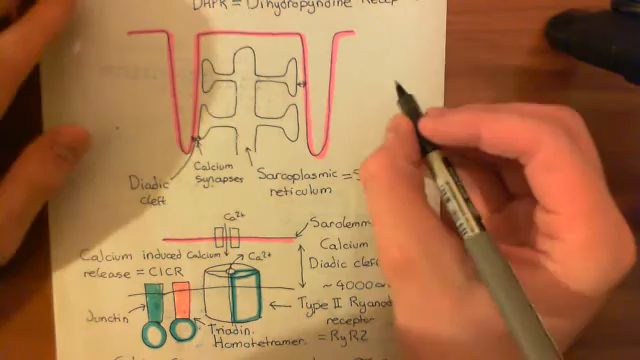 DHPR = Dihydropyridine Recep
Diadic
cleft
Calcium
synapses
Sarcoplasmic = S
reticulum
Ca²⁺
Sarolemm
Calcium induced Calcium
release = CICR
Ca²⁺
Calcium
Diadic cleft
~ 4000
Type II Ryanod
receptor
= RyR2
Junctin
Triadin
Homotetramer